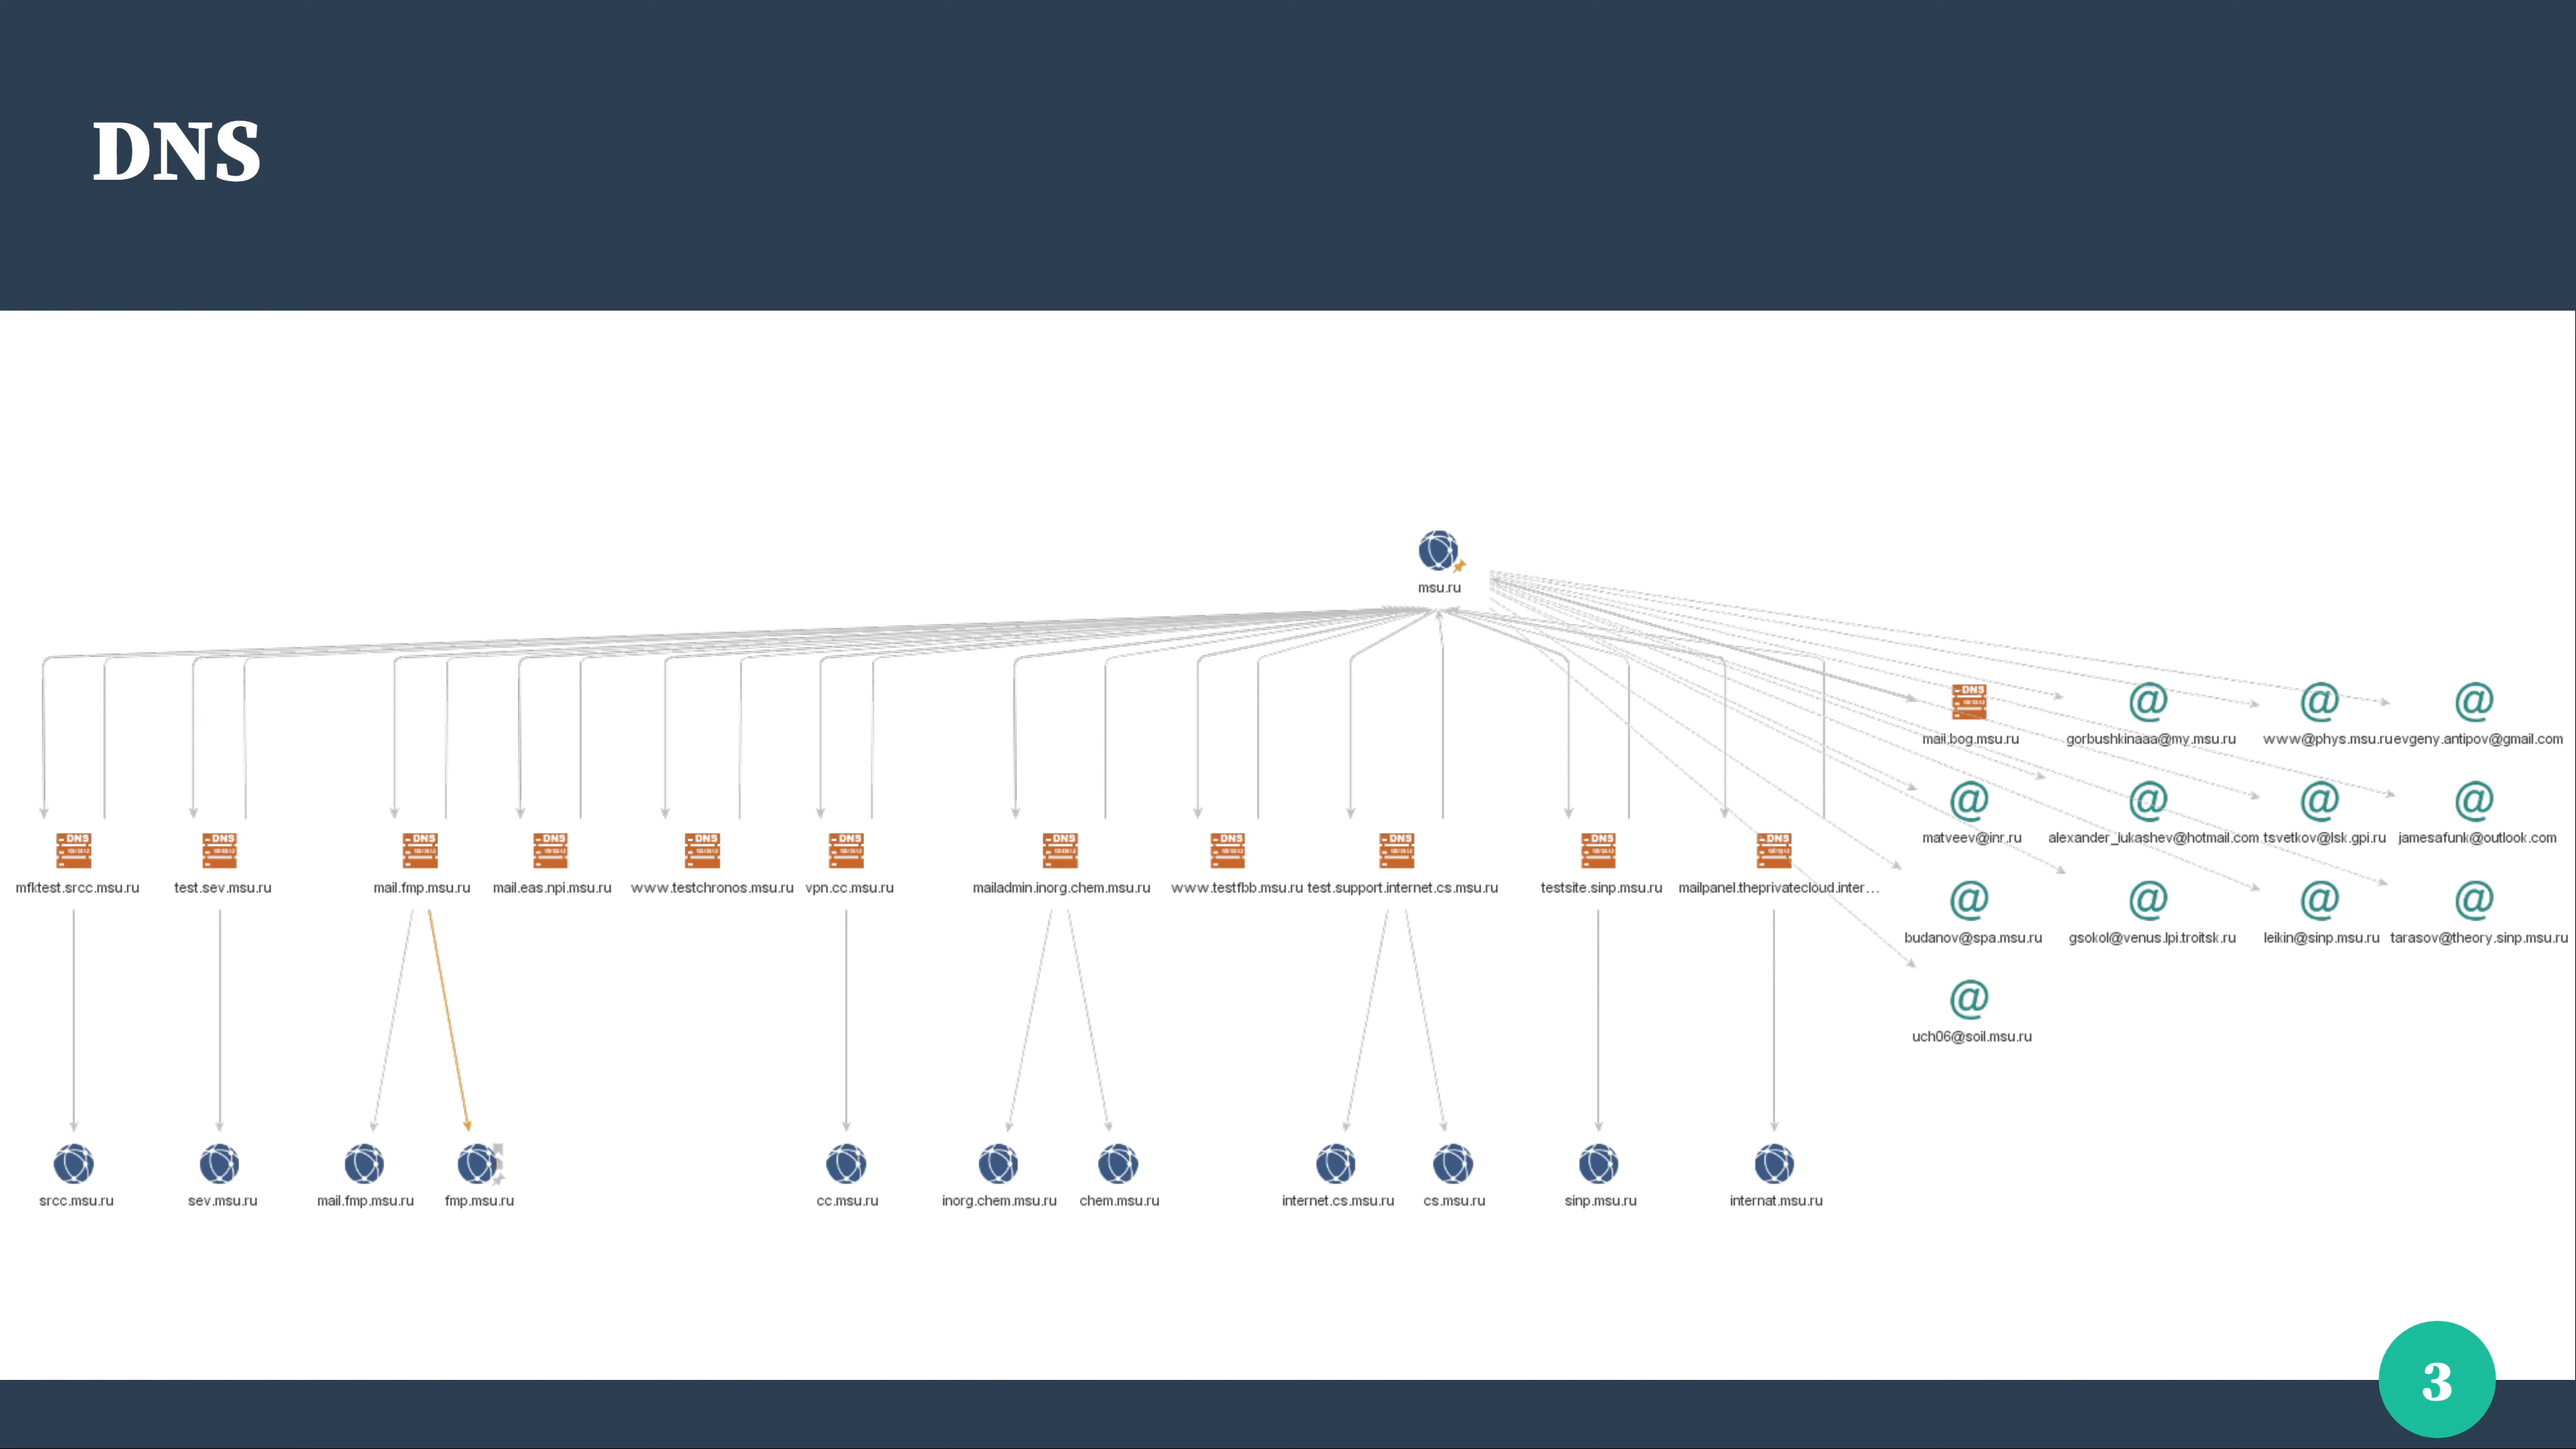 DNS
msu.ru
mail.bog.msu.ru
gorbushkinaaa@my.msu.ru
www@phys.msu.ru
evgeny.antipov@gmail.com
matveev@inr.ru
alexander_lukashev@hotmail.com
tsvetkov@lsk.gpi.ru
jamesafunk@outlook.com
mfktest.srcc.msu.ru
test.sev.msu.ru
mail.fmp.msu.ru
mail.eas.npi.msu.ru
www.testchronos.msu.ru
vpn.cc.msu.ru
mailadmin.inorg.chem.msu.ru
www.testfbb.msu.ru
test.support.internet.cs.msu.ru
testsite.sinp.msu.ru
mailpanel.theprivatecloud.inter...
budanov@spa.msu.ru
gsokol@venus.lpi.troitsk.ru
leikin@sinp.msu.ru
tarasov@theory.sinp.msu.ru
uch06@soil.msu.ru
srcc.msu.ru
sev.msu.ru
mail.fmp.msu.ru
fmp.msu.ru
cc.msu.ru
inorg.chem.msu.ru
chem.msu.ru
internet.cs.msu.ru
cs.msu.ru
sinp.msu.ru
internat.msu.ru
3